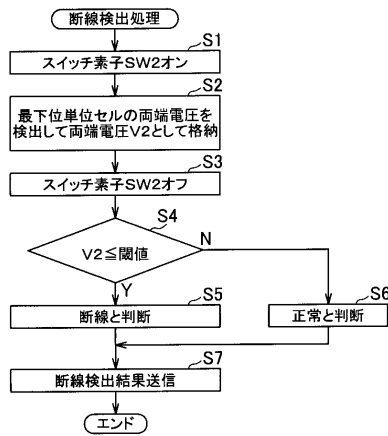 断線検出処理
S1
スイッチ素子SW2オン
S2
最下位単位セルの両端電圧を
検出して両端電圧V2として格納
S3
スイッチ素子SW2オフ
S4
V2≦閾値
N
Y
S5
断線と判断
S6
正常と判断
S7
断線検出結果送信
エンド